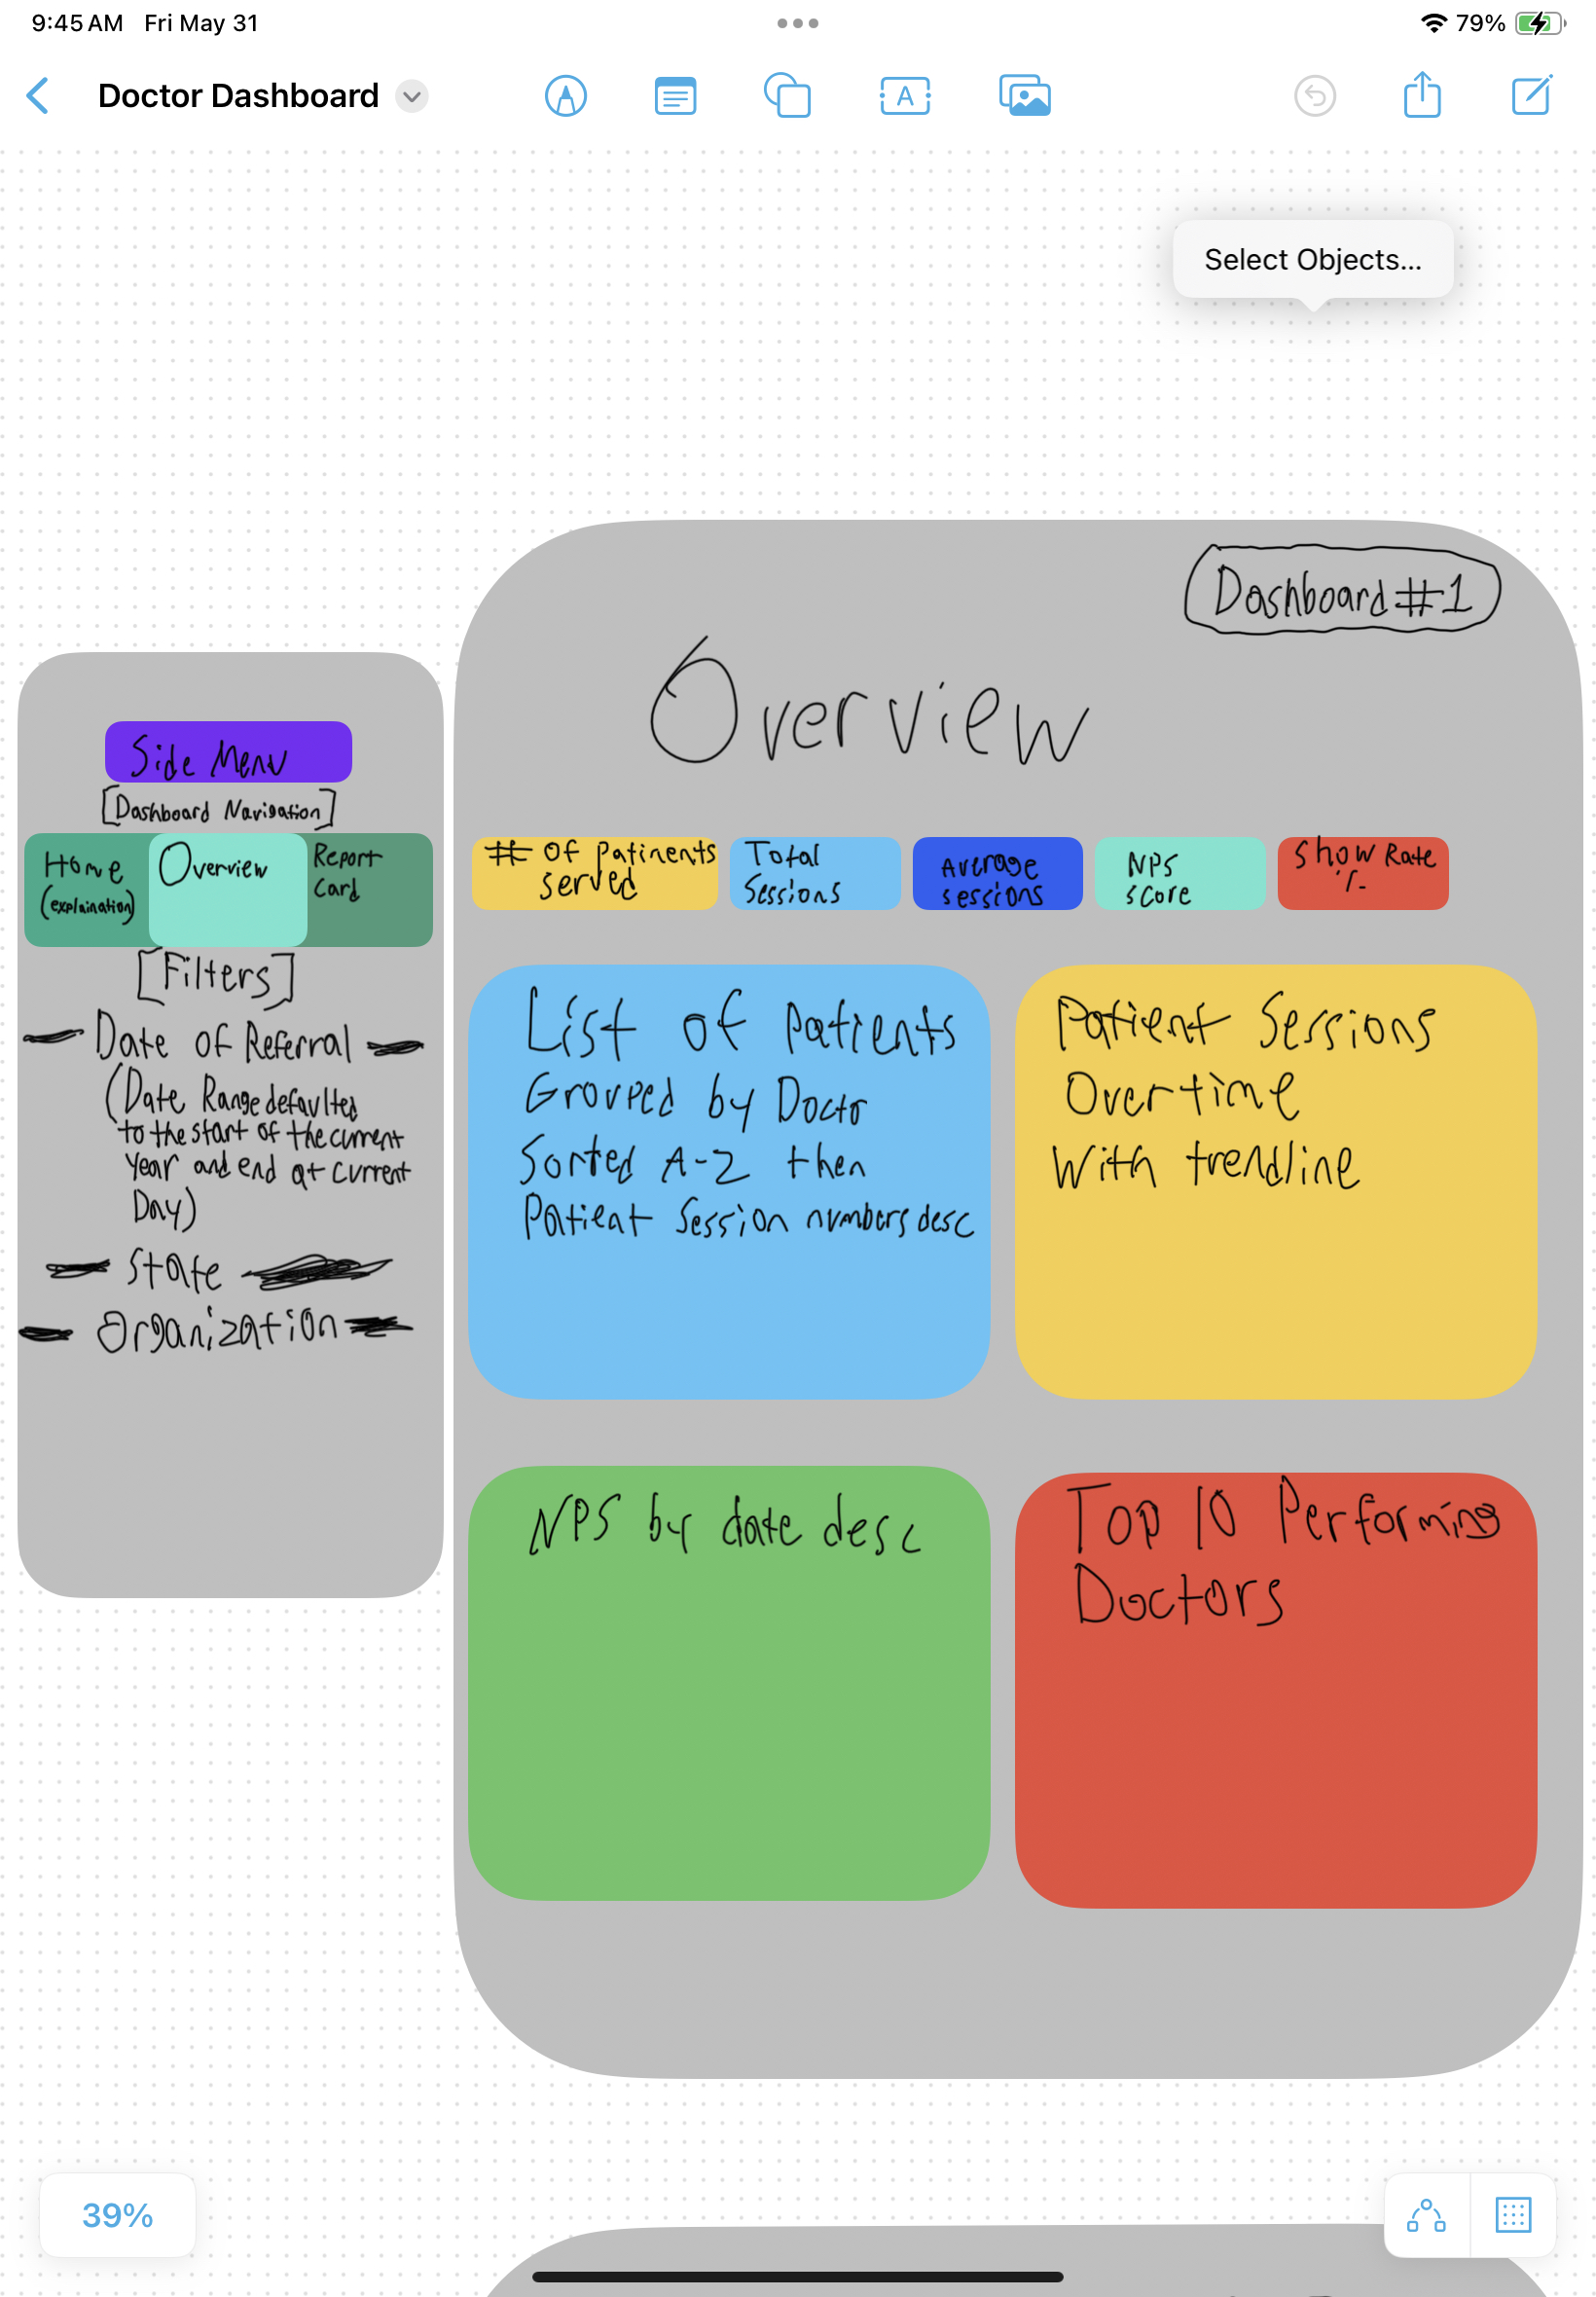 9:45 AM Fri May 31
79%
Doctor Dashboard
A
Select Objects...
Dashboard #1
Overview
Side Menu
[Dashboard Navigation]
Home
(explaination)
Overview
Report
Card
[Filters]
Date of Referral
(Date Range defaulted
to the start of the current
year and end at current
Day)
State
Organization
# of patinents
served
Total
Sessions
Average
sessions
NPS
score
Show Rate
List of patients
Grouped by Doctor
Sorted A-Z then
Patient Session numbers desc
Patient Sessions
Overtime
With trendline
NPS by date desc
Top 10 Performing
Doctors
39%